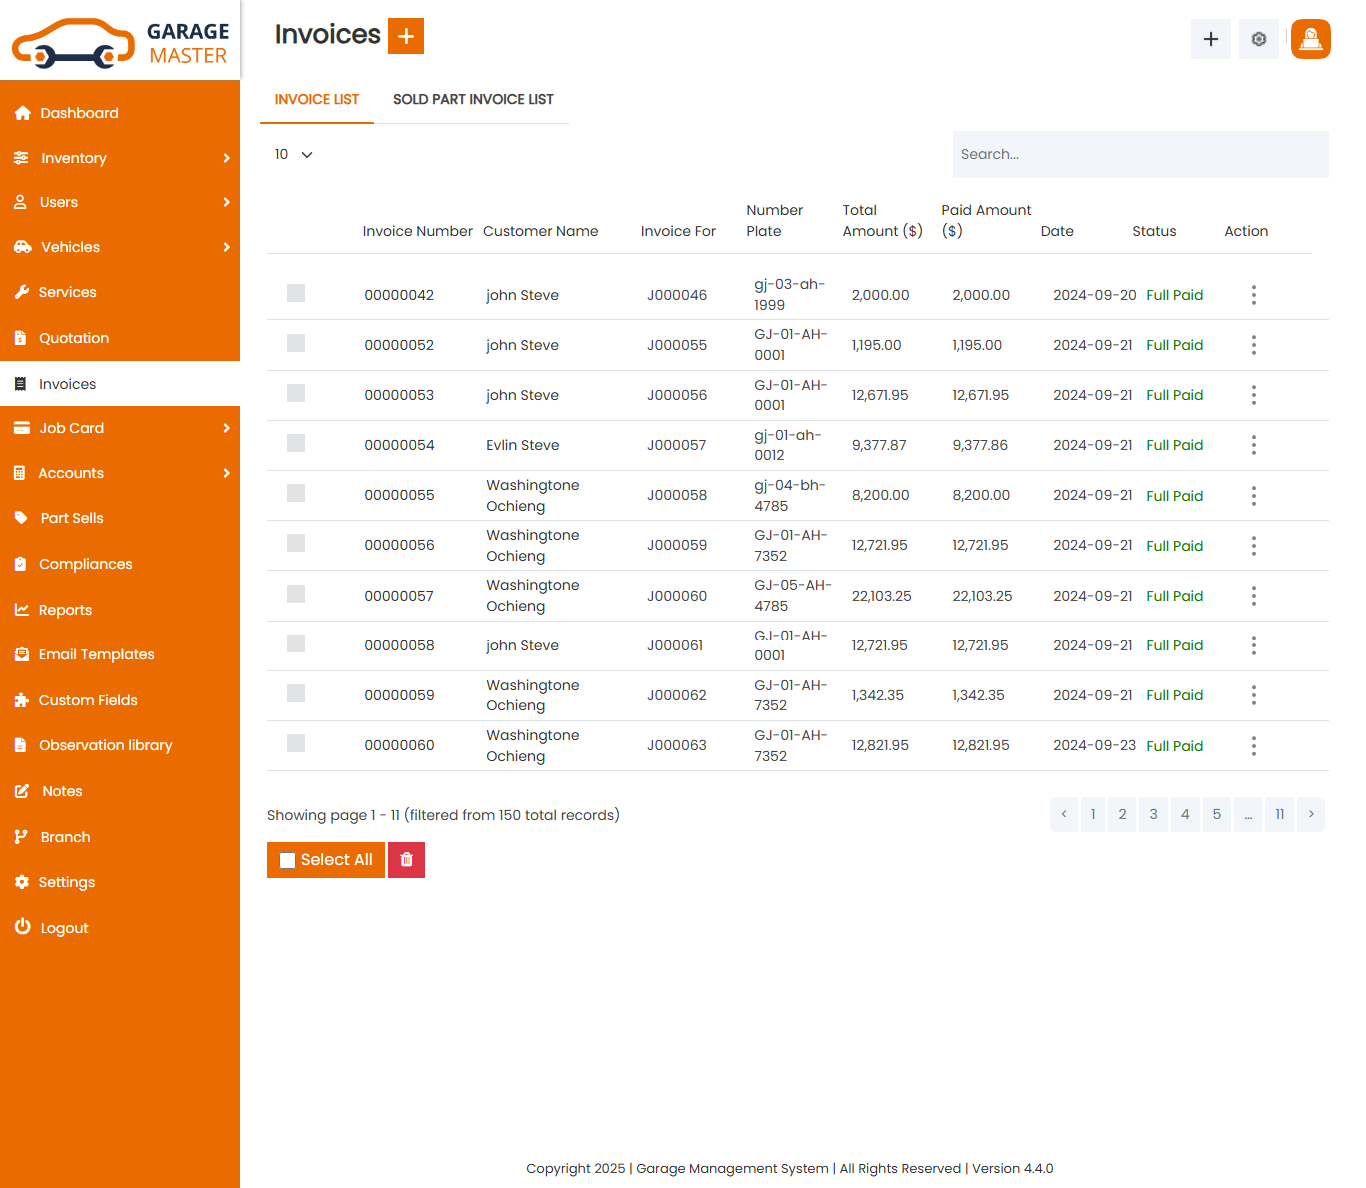 GARAGE
MASTER
Invoices
INVOICE LIST
SOLD PART INVOICE LIST
10
Search...
Dashboard
Inventory
Users
Vehicles
Services
Quotation
Invoices
Job Card
Accounts
Part Sells
Compliances
Reports
Email Templates
Custom Fields
Observation library
Notes
Branch
Settings
Logout
Invoice Number Customer Name Invoice For Number Plate Total Amount ($) Paid Amount ($) Date Status Action
00000042 john Steve J000046 gj-03-ah-1999 2,000.00 2,000.00 2024-09-20 Full Paid
00000052 john Steve J000055 GJ-01-AH-0001 1,195.00 1,195.00 2024-09-21 Full Paid
00000053 john Steve J000056 GJ-01-AH-0001 12,671.95 12,671.95 2024-09-21 Full Paid
00000054 Evlin Steve J000057 gj-01-ah-0012 9,377.87 9,377.86 2024-09-21 Full Paid
00000055 Washingtone Ochieng J000058 gj-04-bh-4785 8,200.00 8,200.00 2024-09-21 Full Paid
00000056 Washingtone Ochieng J000059 GJ-01-AH-7352 12,721.95 12,721.95 2024-09-21 Full Paid
00000057 Washingtone Ochieng J000060 GJ-05-AH-4785 22,103.25 22,103.25 2024-09-21 Full Paid
00000058 john Steve J000061 GJ-01-AH-0001 12,721.95 12,721.95 2024-09-21 Full Paid
00000059 Washingtone Ochieng J000062 GJ-01-AH-7352 1,342.35 1,342.35 2024-09-21 Full Paid
00000060 Washingtone Ochieng J000063 GJ-01-AH-7352 12,821.95 12,821.95 2024-09-23 Full Paid
Showing page 1 - 11 (filtered from 150 total records)
< 1 2 3 4 5 ... 11 >
Select All
Copyright 2025 | Garage Management System | All Rights Reserved | Version 4.4.0